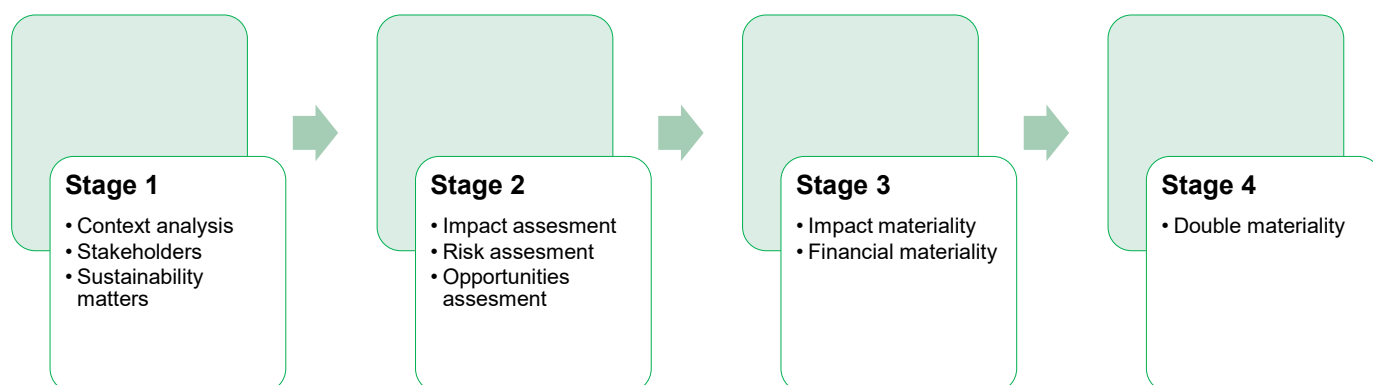 Stage 1
• Context analysis
• Stakeholders
• Sustainability
matters
Stage 2
• Impact assesment
• Risk assesment
• Opportunities
assesment
Stage 3
• Impact materiality
• Financial materiality
Stage 4
• Double materiality